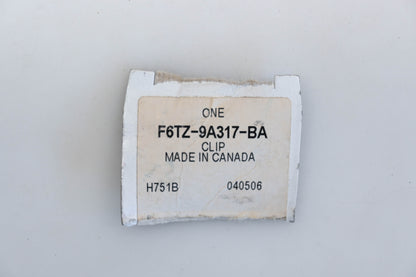 ONE
F6TZ-9A317-BA
CLIP
MADE IN CANADA
H751B 040506